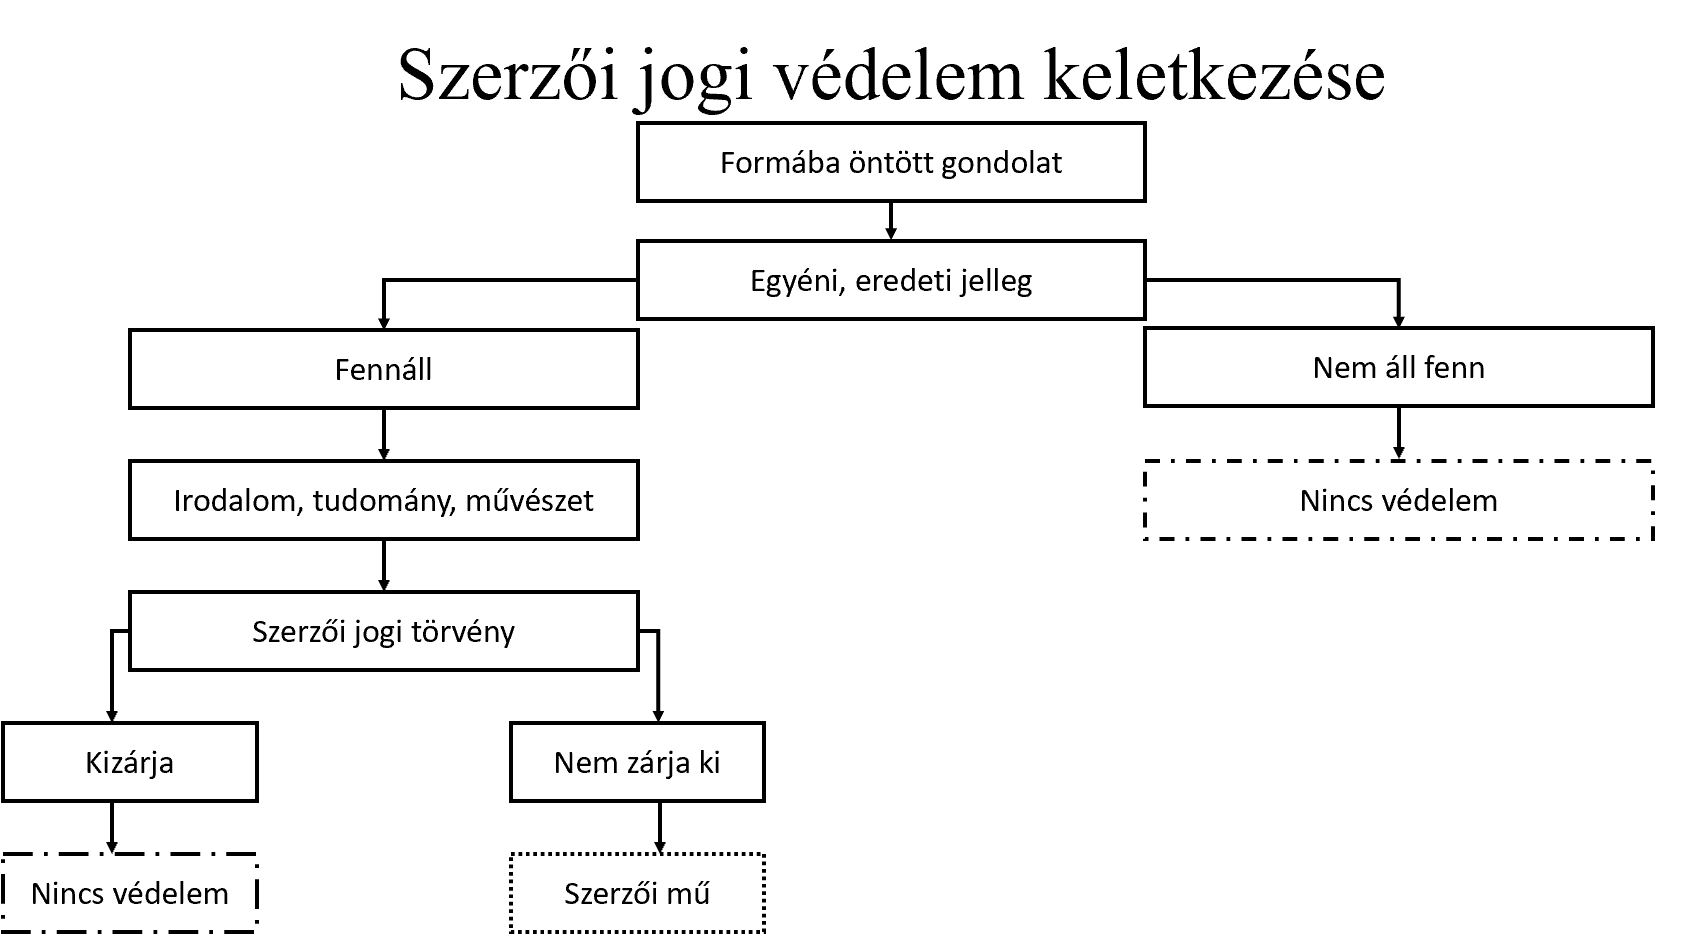 Szerzői jogi védelem keletkezése
Formába öntött gondolat
Egyéni, eredeti jelleg
Fennáll
Nem áll fenn
Irodalom, tudomány, művészet
Nincs védelem
Szerzői jogi törvény
Kizárja
Nem zárja ki
Nincs védelem
Szerzői mű